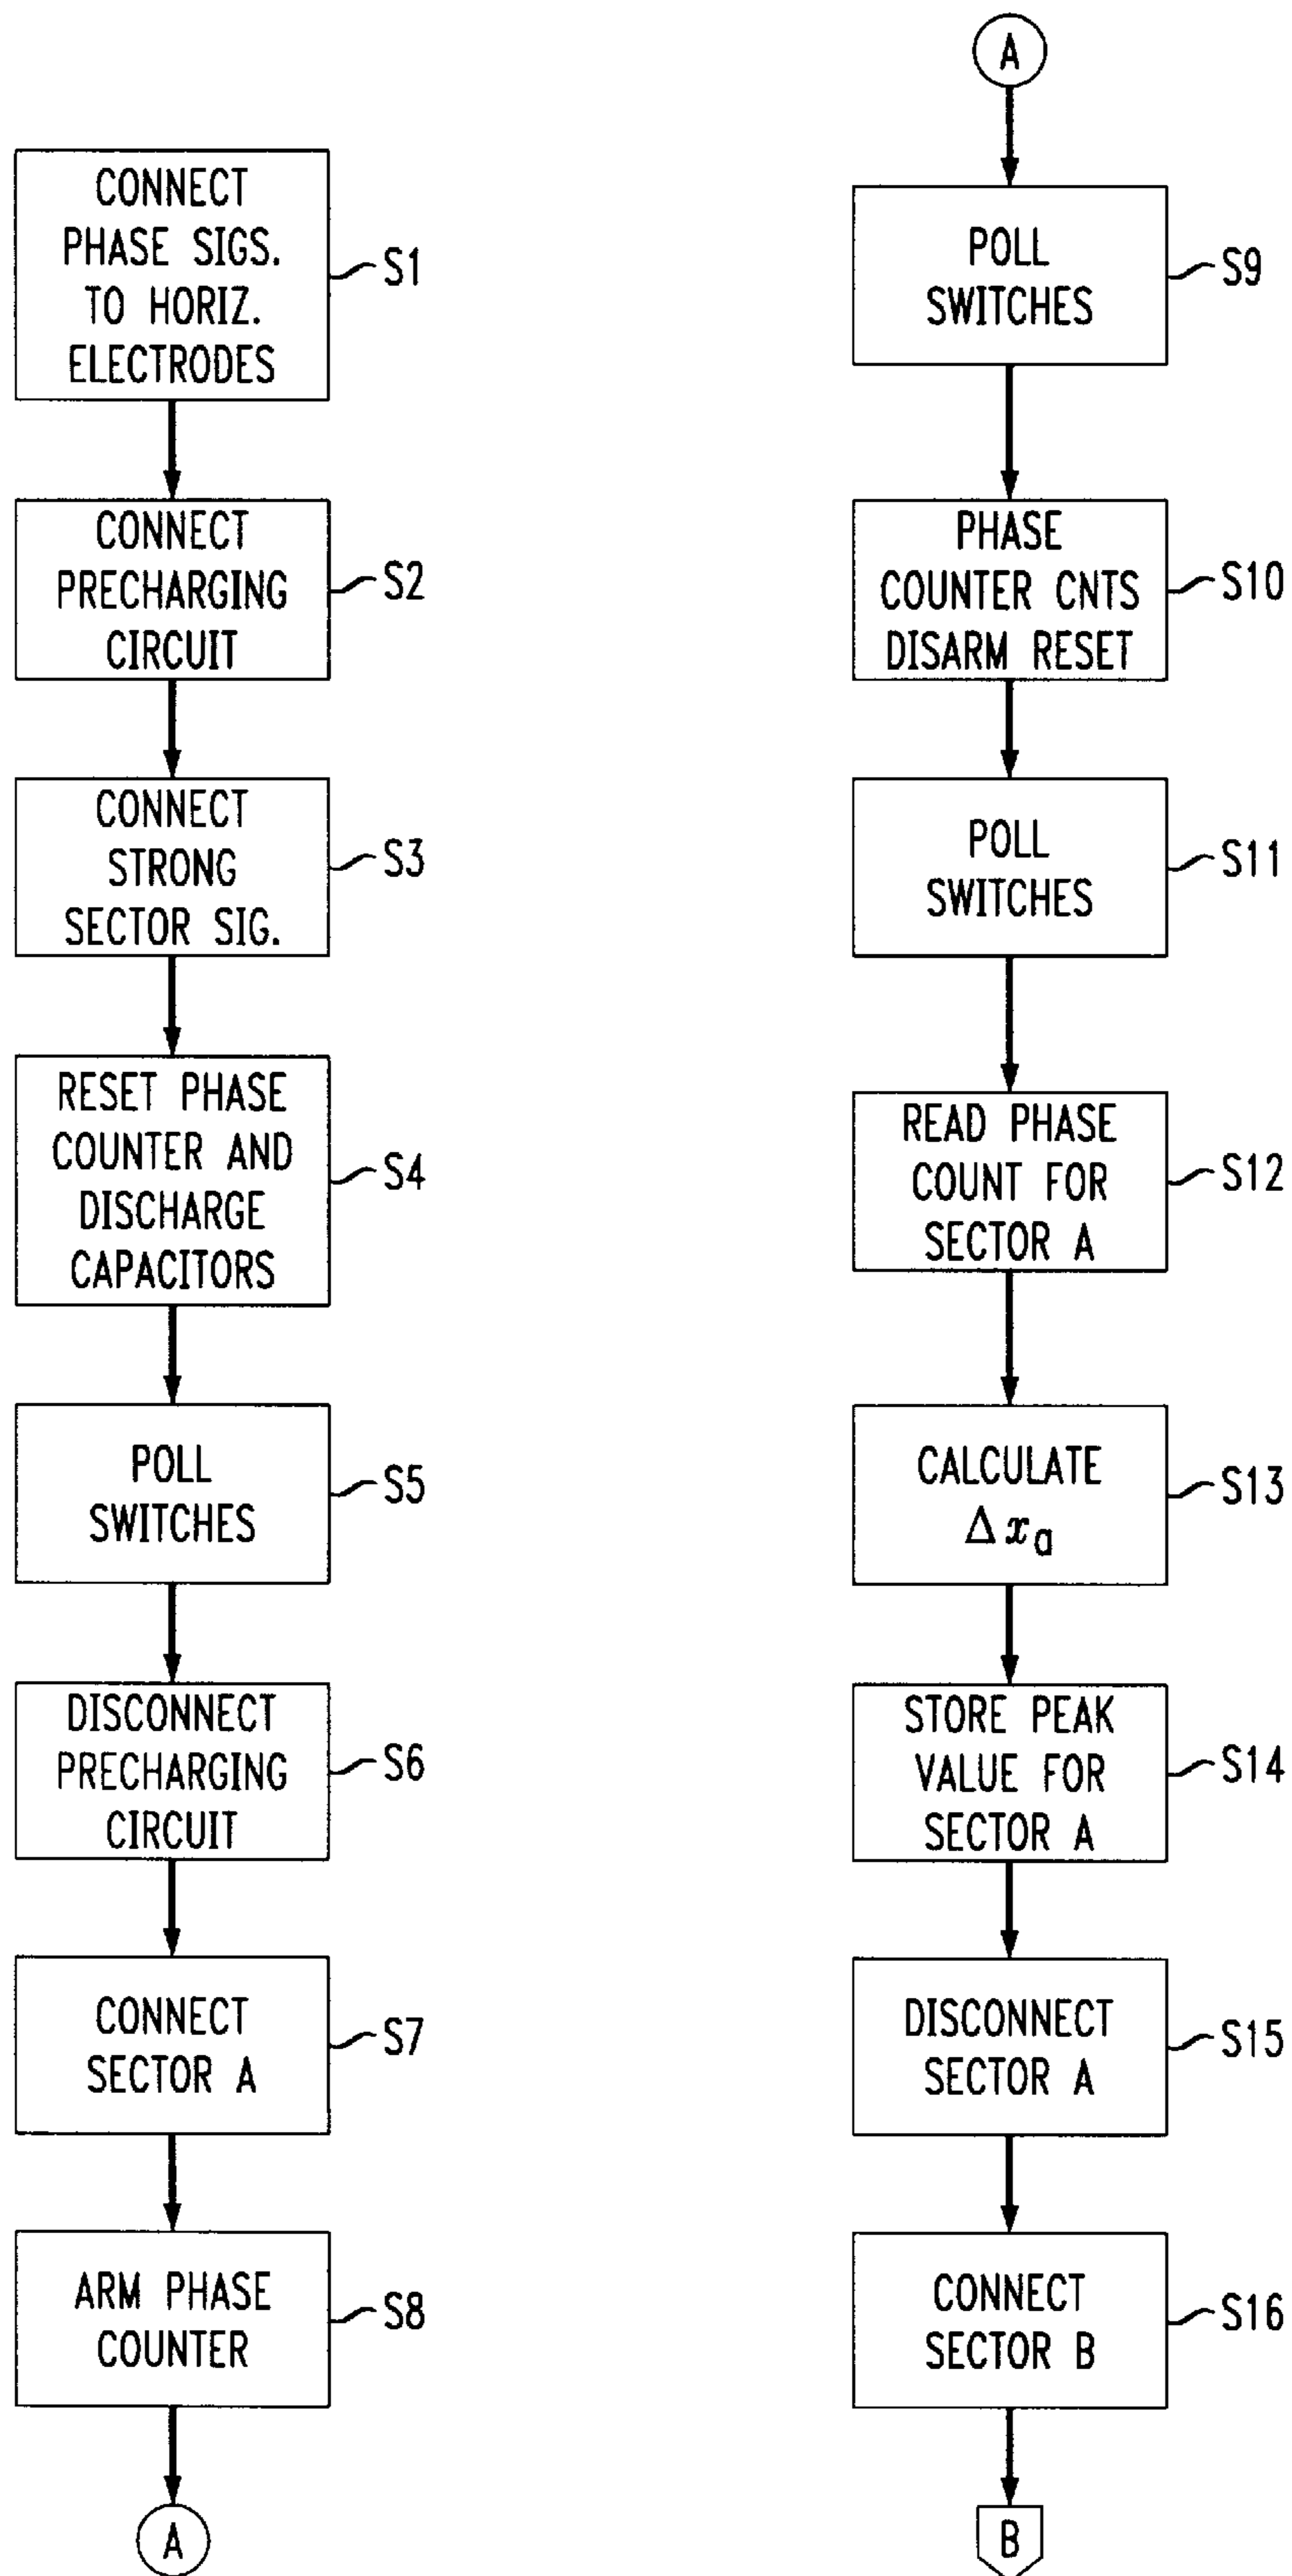 CONNECT
PHASE SIGS.
TO HORIZ.
ELECTRODES
S1
CONNECT
PRECHARGING
CIRCUIT
S2
CONNECT
STRONG
SECTOR SIG.
S3
RESET PHASE
COUNTER AND
DISCHARGE
CAPACITORS
S4
POLL
SWITCHES
S5
DISCONNECT
PRECHARGING
CIRCUIT
S6
CONNECT
SECTOR A
S7
ARM PHASE
COUNTER
S8
A
A
POLL
SWITCHES
S9
PHASE
COUNTER CNTS
DISARM RESET
S10
POLL
SWITCHES
S11
READ PHASE
COUNT FOR
SECTOR A
S12
CALCULATE
Δxa
S13
STORE PEAK
VALUE FOR
SECTOR A
S14
DISCONNECT
SECTOR A
S15
CONNECT
SECTOR B
S16
B